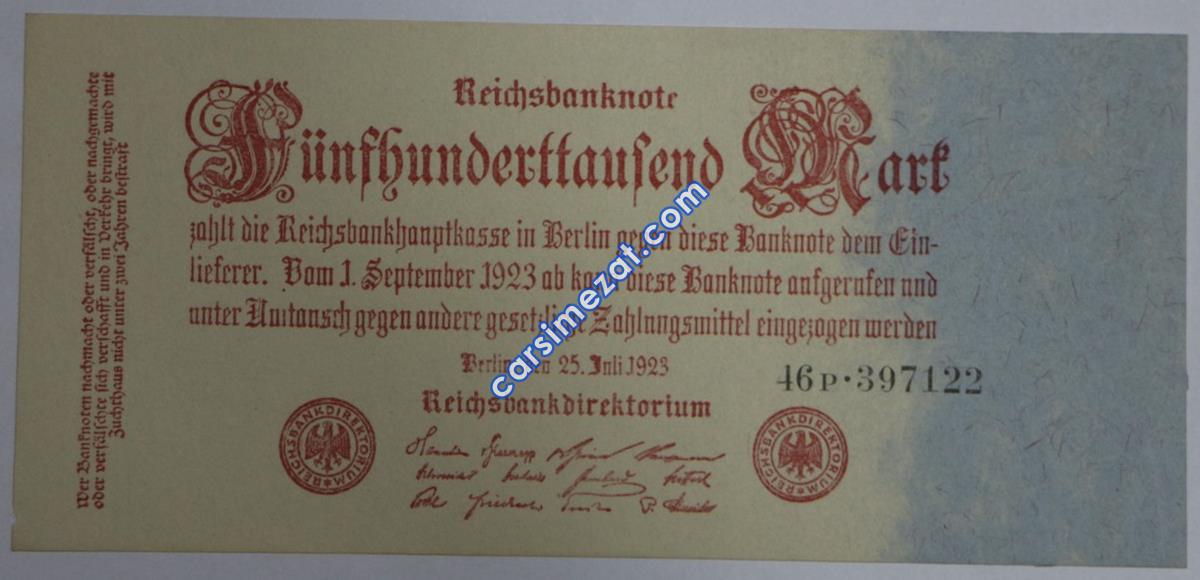 Reichsbanknote
Fünfhunderttausend Mark
zahlt die Reichsbankhauptkasse in Berlin gegen diese Banknote dem Ein-
lieferer. Vom 1. September 1923 ab kann diese Banknote aufgerufen und
unter Umtausch gegen andere gesetzliche Zahlungsmittel eingezogen werden
Berlin, den 25. Juli 1923
46P·397122
Reichsbankdirektorium
REICHSBANKDIREKTORIUM
REICHSBANKDIREKTORIUM
Wer Banknoten nachmacht oder verfälscht, oder nachgemachte
oder verfälschte sich verschafft und in Verkehr bringt, wird mit
Zuchthaus nicht unter zwei Jahren bestraft
carsimezat.com